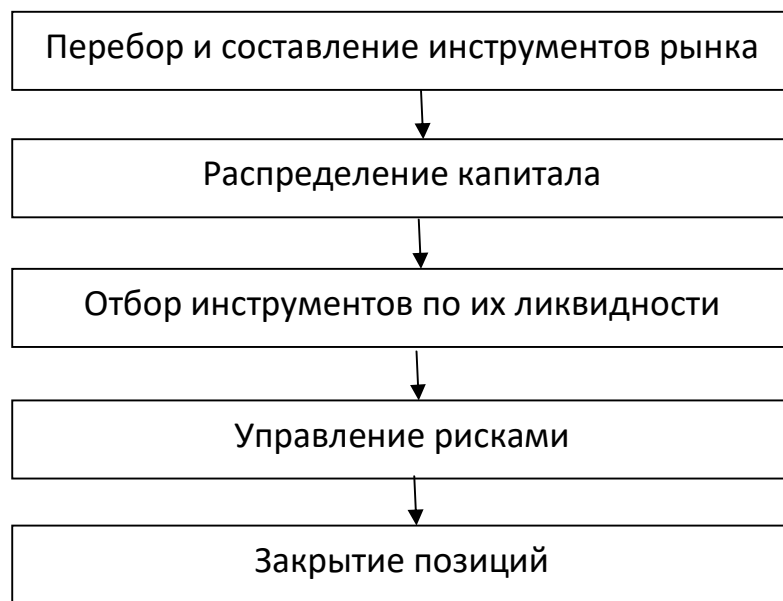 Перебор и составление инструментов рынка
Распределение капитала
Отбор инструментов по их ликвидности
Управление рисками
Закрытие позиций